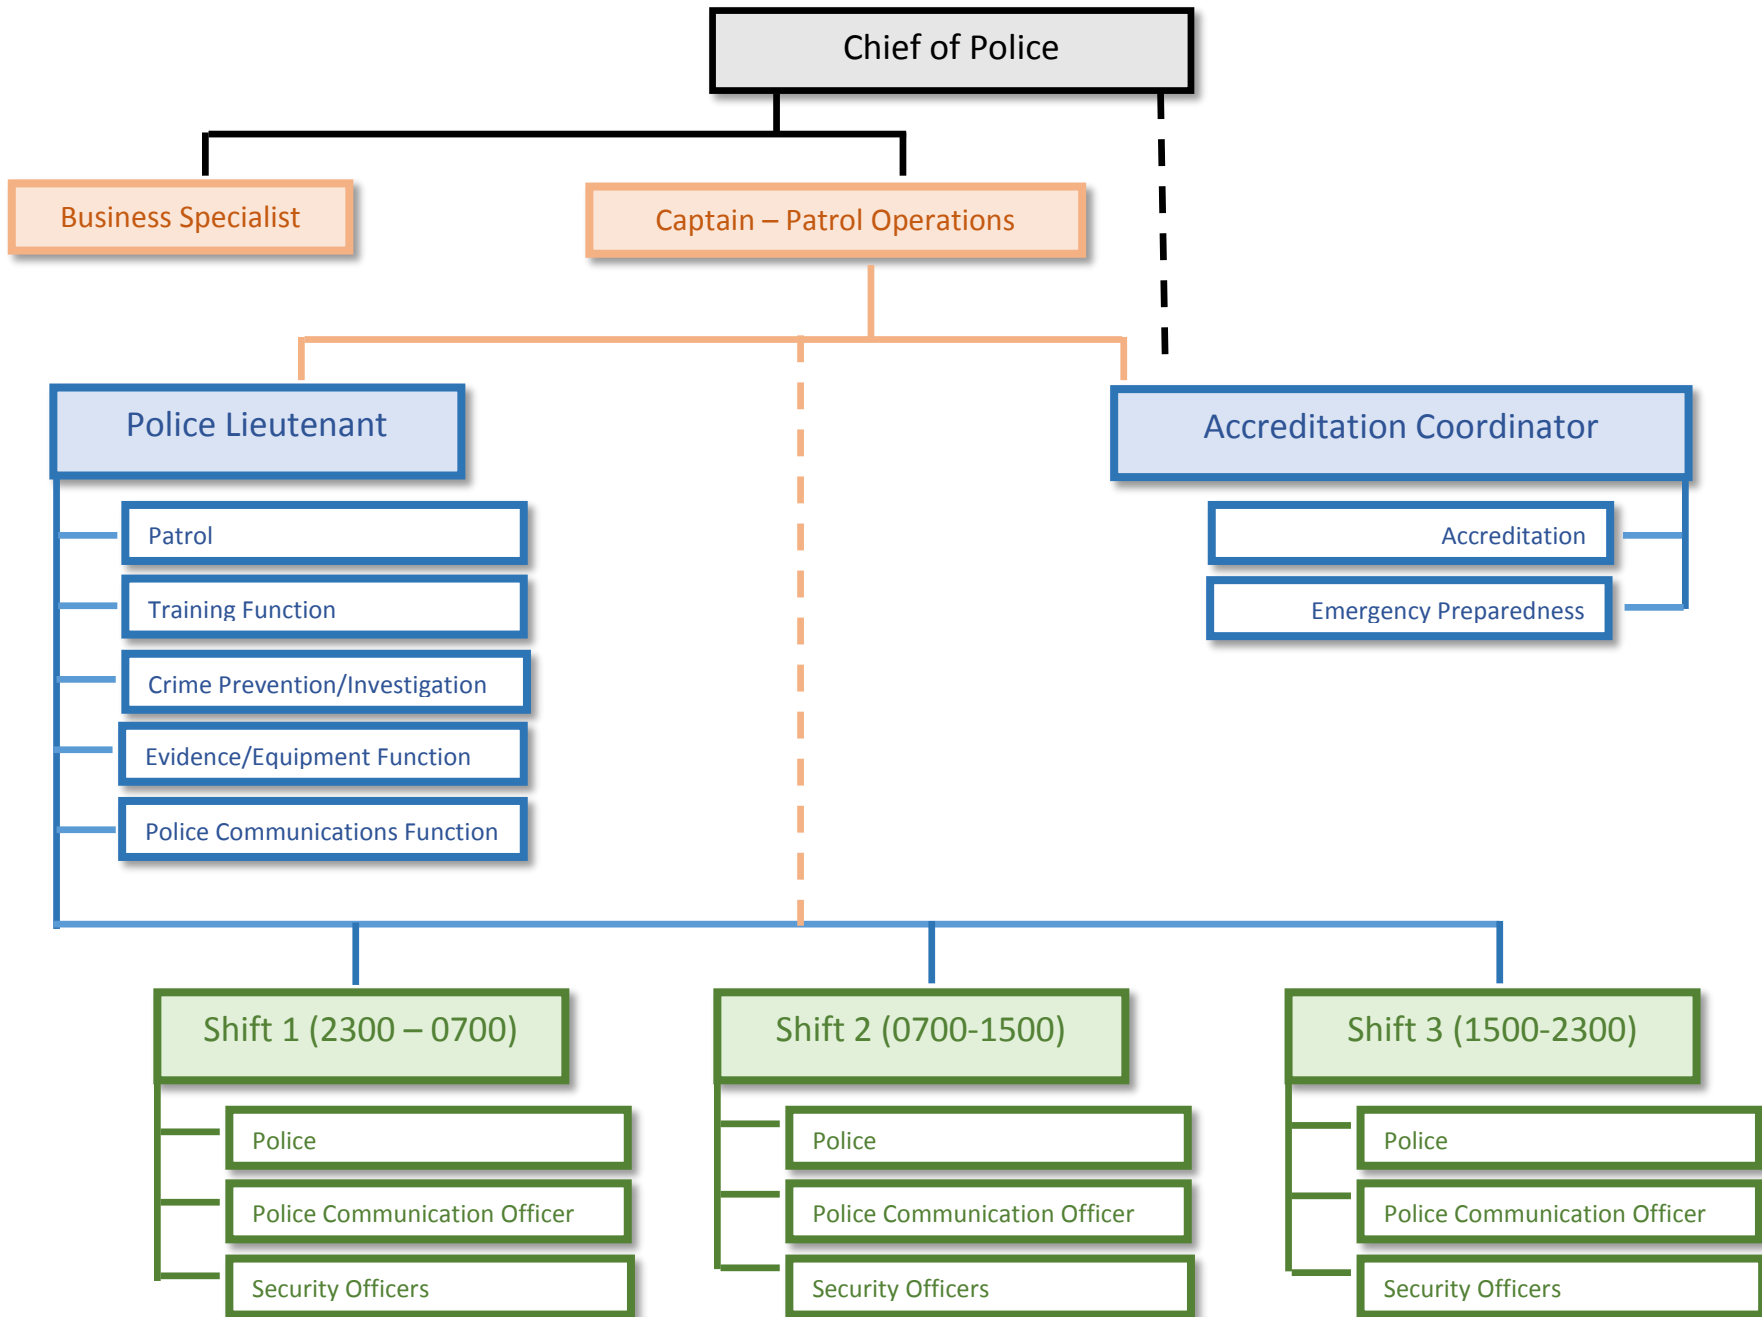 Chief of Police
Business Specialist
Captain – Patrol Operations
Police Lieutenant
Accreditation Coordinator
Patrol
Training Function
Crime Prevention/Investigation
Evidence/Equipment Function
Police Communications Function
Accreditation
Emergency Preparedness
Shift 1 (2300 – 0700)
Police
Police Communication Officer
Security Officers
Shift 2 (0700-1500)
Police
Police Communication Officer
Security Officers
Shift 3 (1500-2300)
Police
Police Communication Officer
Security Officers